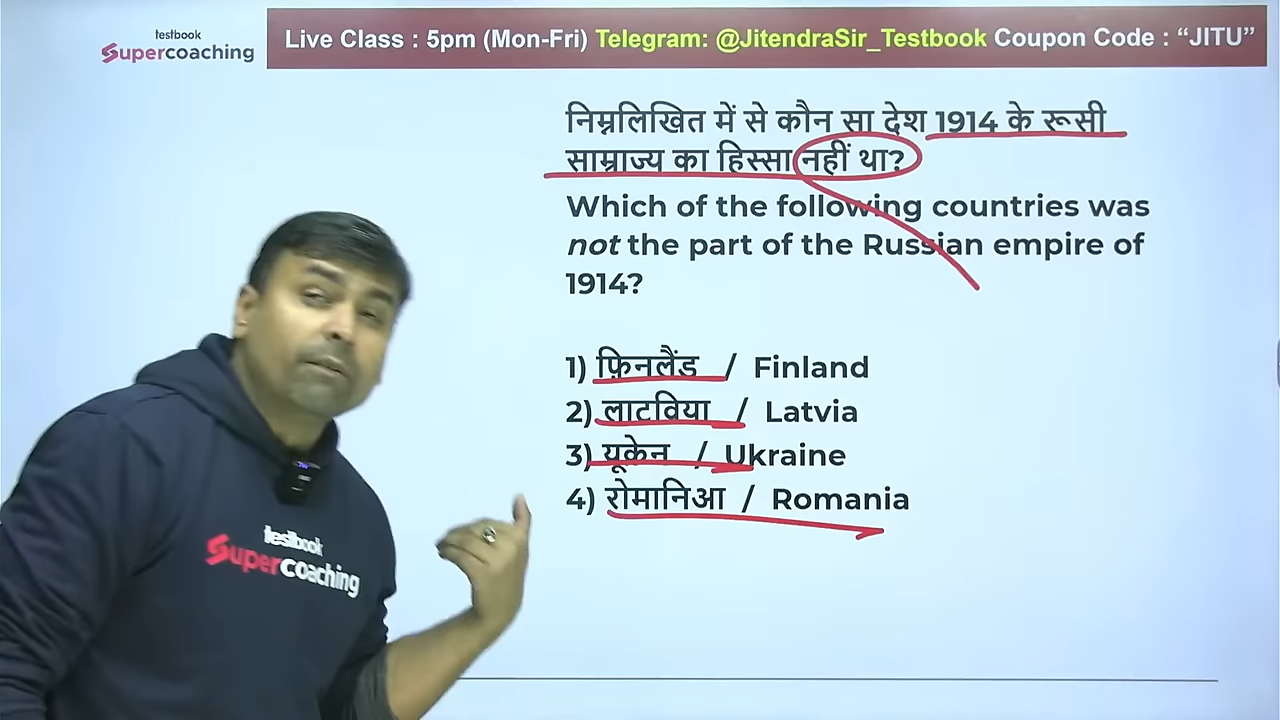 testbook
Supercoaching
Live Class : 5pm (Mon-Fri) Telegram: @JitendraSir_Testbook Coupon Code : “JITU”
निम्नलिखित में से कौन सा देश 1914 के रूसी
साम्राज्य का हिस्सा नहीं था?
Which of the following countries was
not the part of the Russian empire of
1914?
1) फ़िनलैंड / Finland
2) लाटविया / Latvia
3) यूकेन / Ukraine
4) रोमानिआ / Romania
testbook
Supercoaching